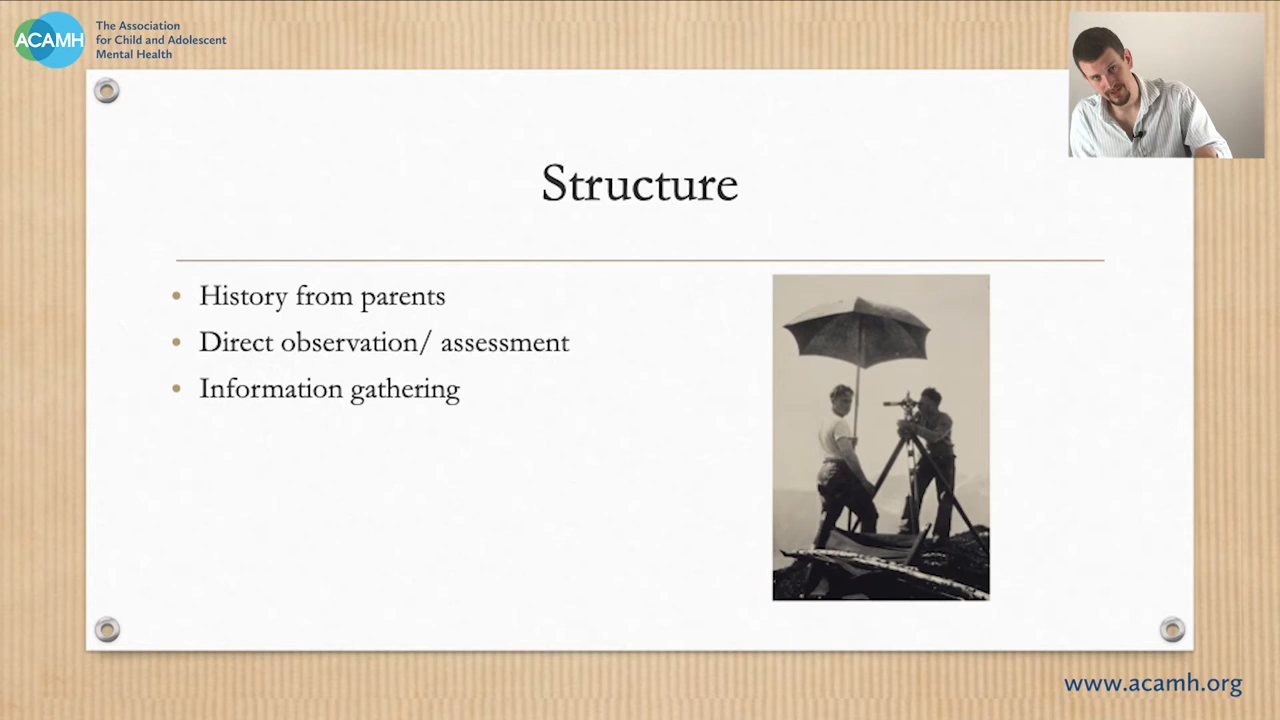 ACAMH
The Association
for Child and Adolescent
Mental Health
Structure
• History from parents
• Direct observation/ assessment
• Information gathering
www.acamh.org